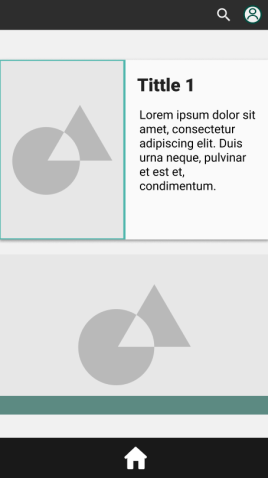 Tittle 1
Lorem ipsum dolor sit
amet, consectetur
adipiscing elit. Duis
urna neque, pulvinar
et est et,
condimentum.